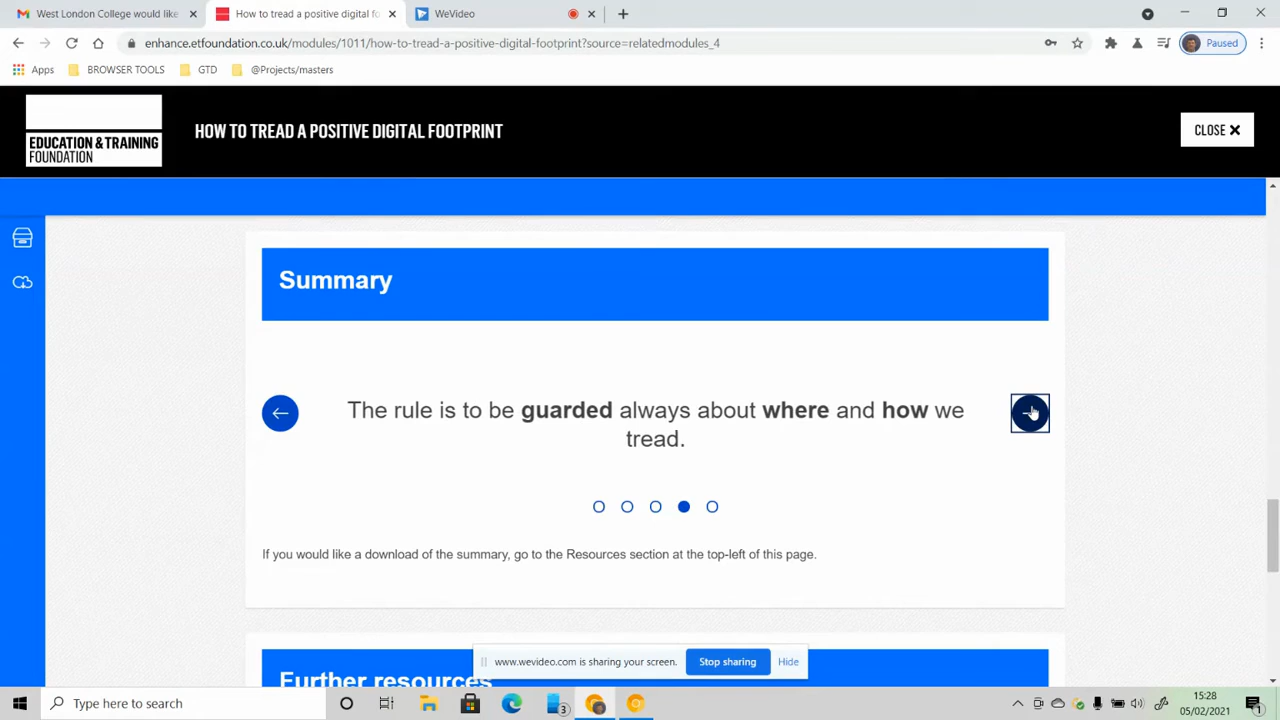 West London College would like
How to tread a positive digital fo
WeVideo
enhance.etfoundation.co.uk/modules/1011/how-to-tread-a-positive-digital-footprint?source=relatedmodules_4
Paused
Apps
BROWSER TOOLS
GTD
@Projects/masters
EDUCATION & TRAINING
FOUNDATION
HOW TO TREAD A POSITIVE DIGITAL FOOTPRINT
CLOSE
Summary
The rule is to be guarded always about where and how we
tread.
If you would like a download of the summary, go to the Resources section at the top-left of this page.
www.wevideo.com is sharing your screen.
Stop sharing
Hide
Further resources
Type here to search
3
15:28
05/02/2021
1